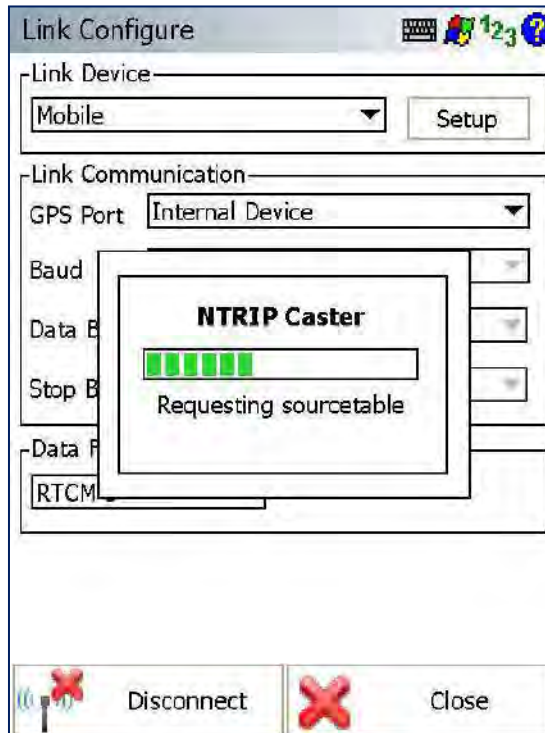 Link Configure
123 ?
Link Device
Mobile
Setup
Link Communication
GPS Port Internal Device
Baud
Data B
Stop B
NTRIP Caster
Requesting sourcetable
Data F
RTCM
Disconnect
Close